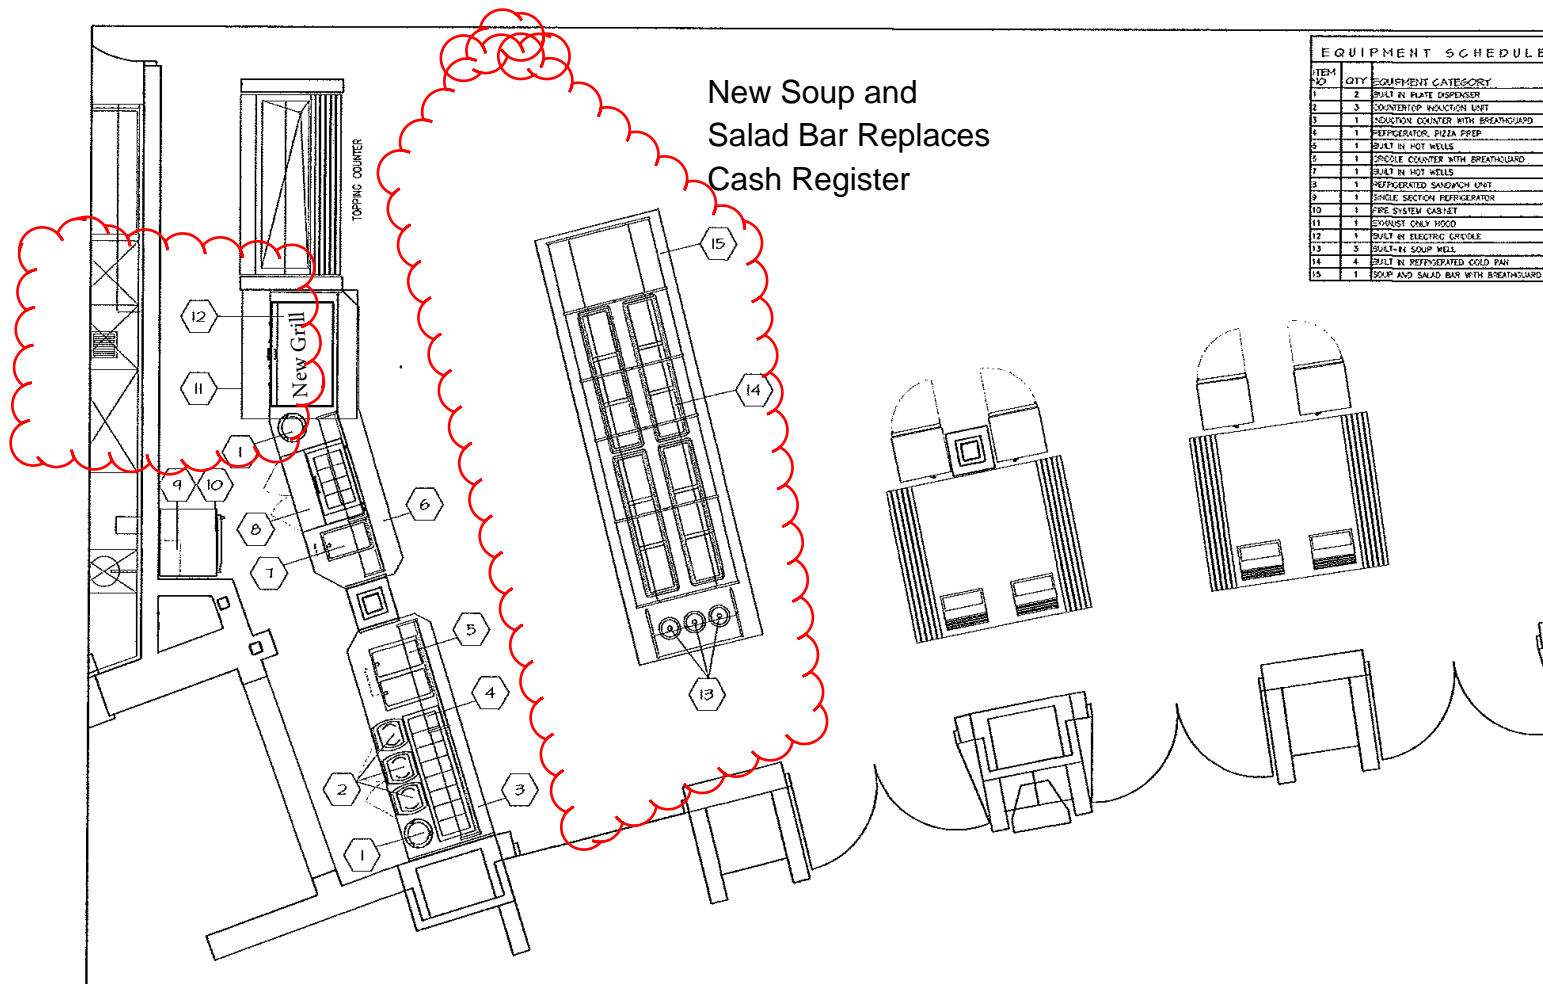 New Soup and
Salad Bar Replaces
Cash Register
EQUIPMENT SCHEDULE
ITEM NO QTY EQUIPMENT CATEGORY
1 2 BUILT IN PLATE DISPENSER
2 3 COUNTERTOP INDUCTION UNIT
3 1 INDUCTION COUNTER WITH BREATHGUARD
4 1 REFRIGERATOR, PIZZA PREP
5 1 BUILT IN HOT WELLS
6 1 GRIDDLE COUNTER WITH BREATHGUARD
7 1 BUILT IN HOT WELLS
8 1 REFRIGERATED SANDWICH UNIT
9 1 SINGLE SECTION REFRIGERATOR
10 1 FIRE SYSTEM CABINET
11 1 EXHAUST ONLY HOOD
12 1 BUILT IN ELECTRIC GRIDDLE
13 3 BUILT-IN SOUP WELL
14 4 BUILT IN REFRIGERATED COLD PAN
15 1 SOUP AND SALAD BAR WITH BREATHGUARD
TOPPING COUNTER
15
12
New Grill
11
14
1
9
10
8
6
7
5
4
13
2
3
1